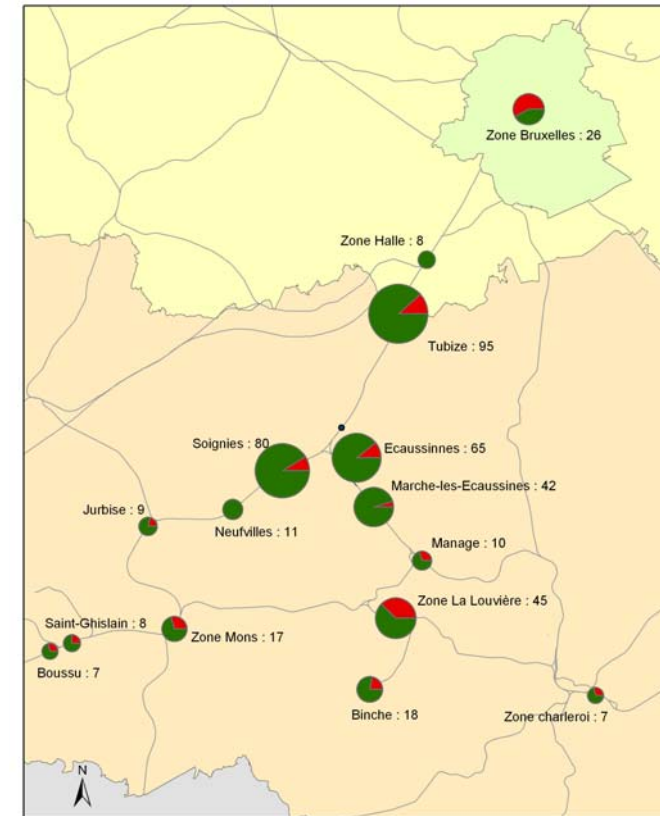 Zone Bruxelles : 26
Zone Halle : 8
Tubize : 95
Soignies : 80
Ecaussinnes : 65
Marche-les-Ecaussines : 42
Jurbise : 9
Neufvilles : 11
Manage : 10
Zone La Louvière : 45
Saint-Ghislain : 8
Zone Mons : 17
Boussu : 7
Binche : 18
Zone charleroi : 7
N